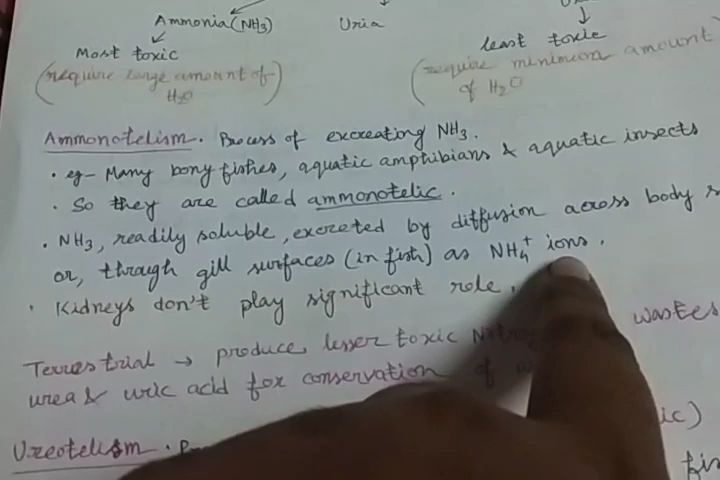 Ammonia (NH3) Uria
Most toxic least toxic
(require large amount of H2O) (require minimum amount of H2O
Ammonotelism. Process of excreating NH3.
• eg- Many bony fishes, aquatic amphibians & aquatic insects
• So they are called ammonotelic.
• NH3, readily soluble, excreted by diffusion across body
or, through gill surfaces (in fish) as NH4+ ions.
• Kidneys don't play significant role.
Terrestrial → produce lesser toxic wastes
urea & uric acid for conservation of
Ureotelism.